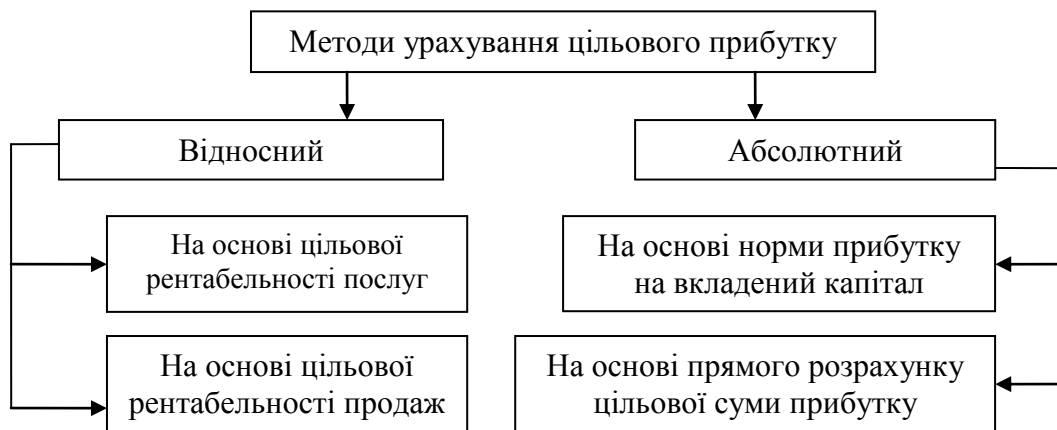 Методи урахування цільового прибутку
Відносний
Абсолютний
На основі цільової
рентабельності послуг
На основі норми прибутку
на вкладений капітал
На основі цільової
рентабельності продаж
На основі прямого розрахунку
цільової суми прибутку